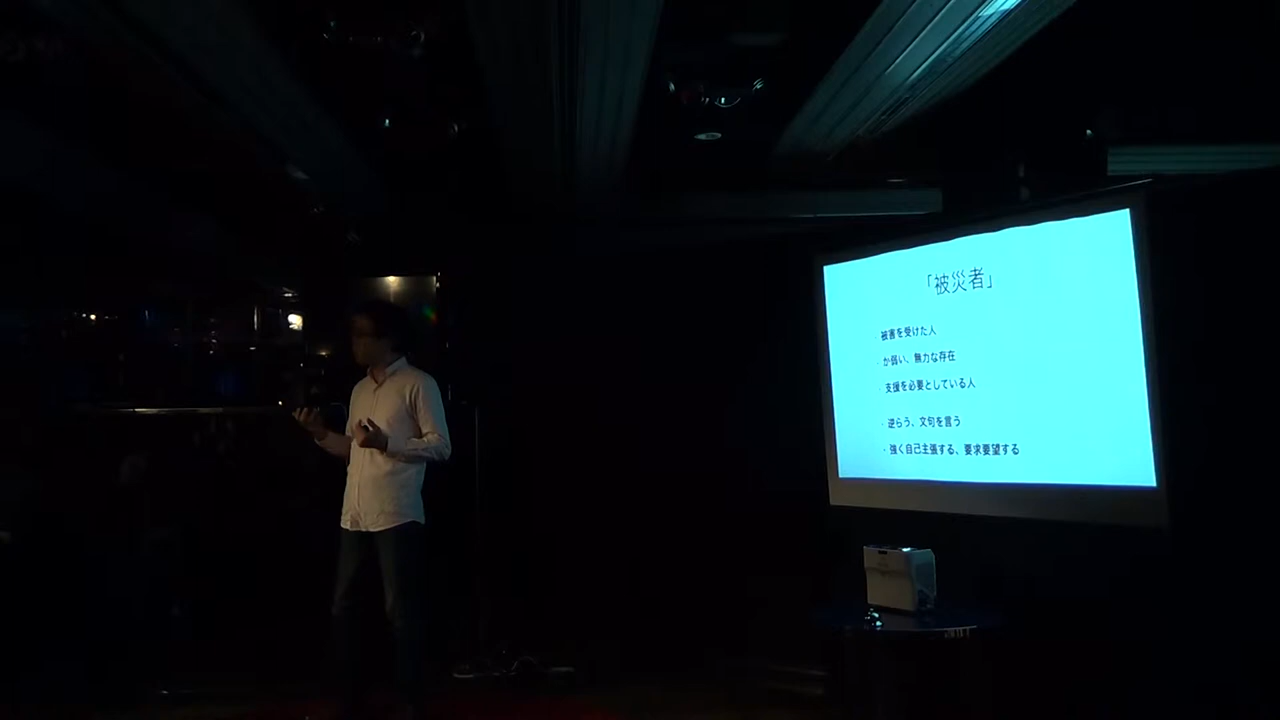 「被災者」
・被害を受けた人
・か弱い、無力な存在
・支援を必要としている人
・逆らう、文句を言う
・強く自己主張する、要求要望する